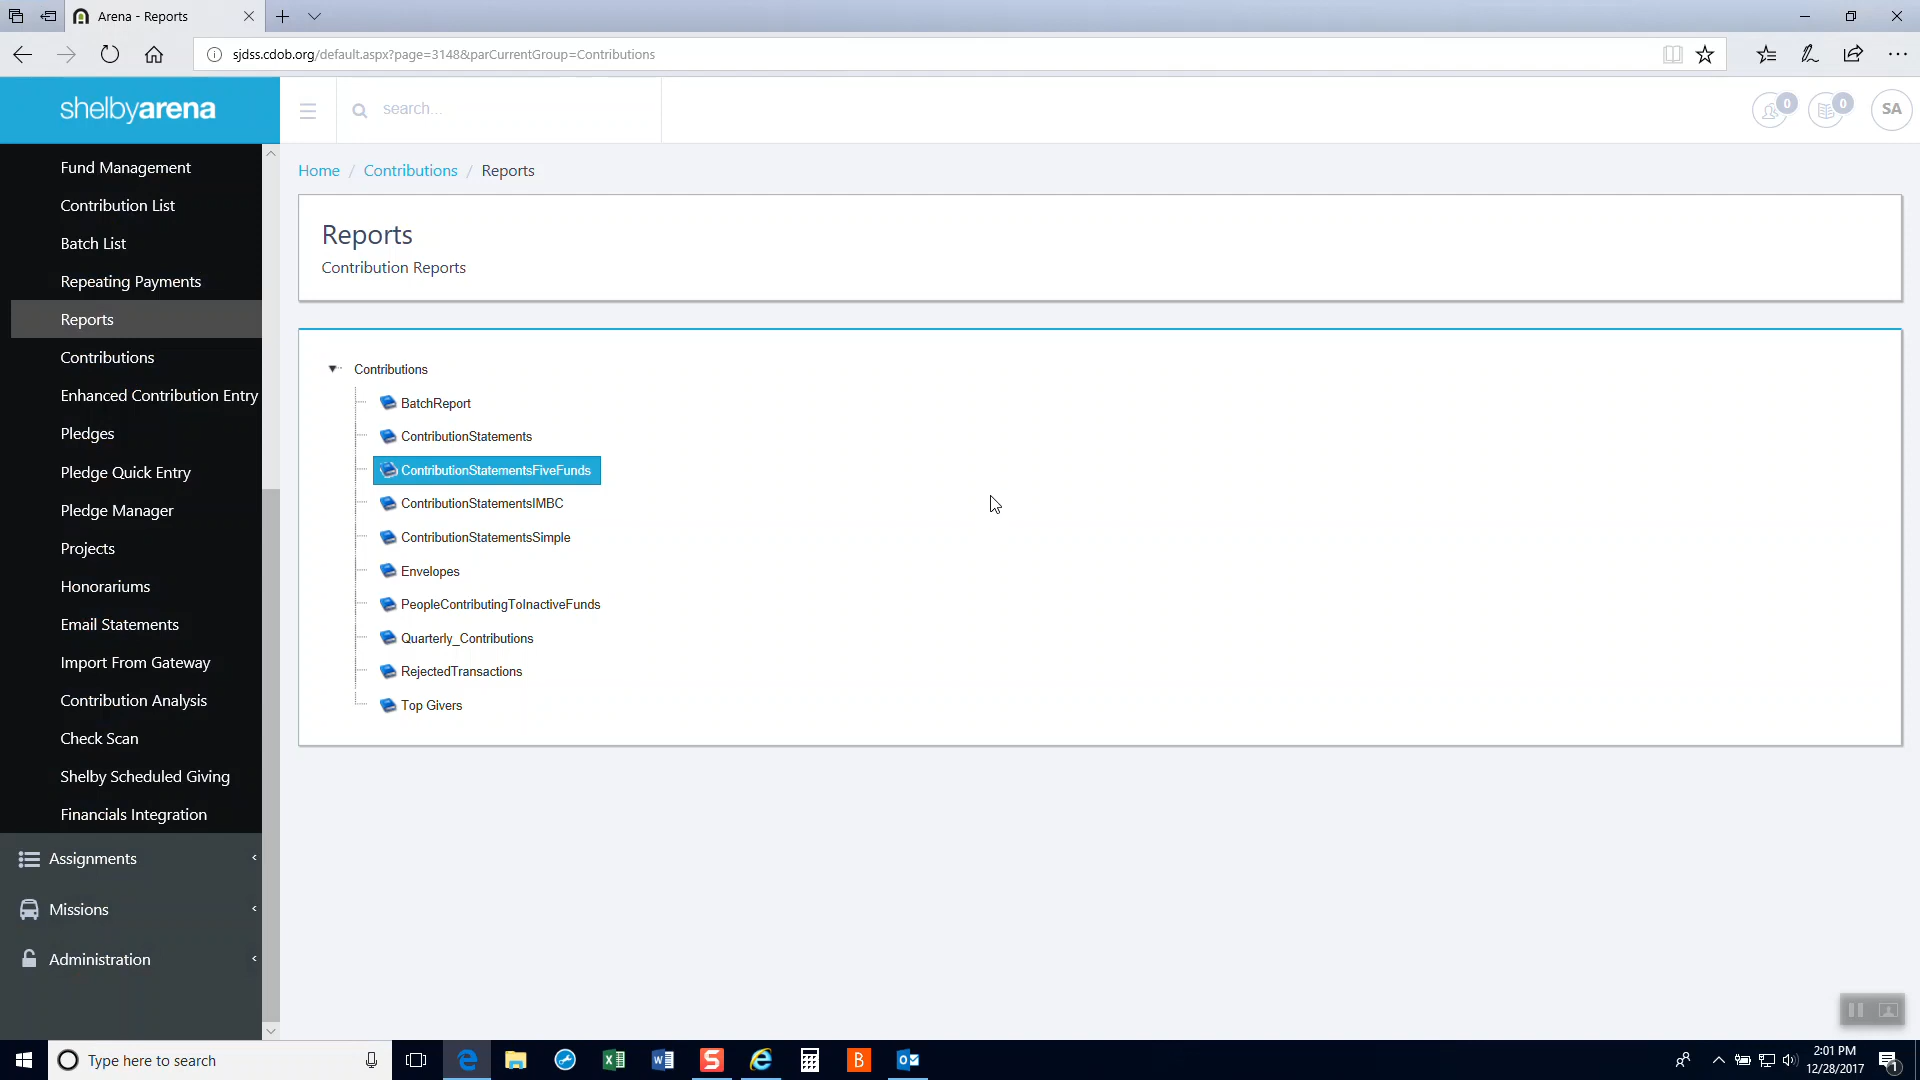 Arena - Reports
sjdss.cdob.org/default.aspx?page=3148&parCurrentGroup=Contributions
shelbyarena
search...
0
0
SA
Fund Management
Contribution List
Batch List
Repeating Payments
Reports
Contributions
Enhanced Contribution Entry
Pledges
Pledge Quick Entry
Pledge Manager
Projects
Honorariums
Email Statements
Import From Gateway
Contribution Analysis
Check Scan
Shelby Scheduled Giving
Financials Integration
Assignments
Missions
Administration
Home / Contributions / Reports
Reports
Contribution Reports
Contributions
BatchReport
ContributionStatements
ContributionStatementsFiveFunds
ContributionStatementsIMBC
ContributionStatementsSimple
Envelopes
PeopleContributingToInactiveFunds
Quarterly_Contributions
RejectedTransactions
Top Givers
Type here to search
2:01 PM
12/28/2017
1